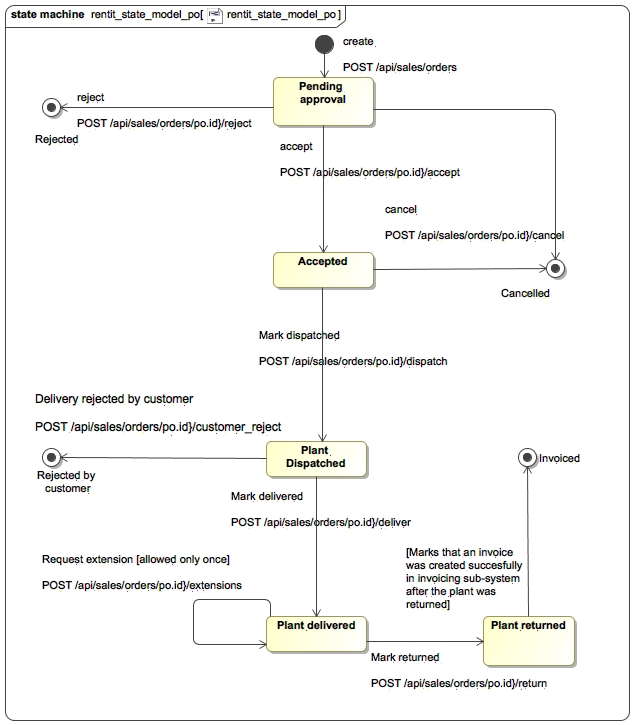 state machine rentit_state_model_po[ rentit_state_model_po ]
create
POST /api/sales/orders
Pending
approval
reject
POST /api/sales/orders/po.id}/reject
Rejected
accept
POST /api/sales/orders/po.id}/accept
cancel
POST /api/sales/orders/po.id}/cancel
Accepted
Cancelled
Mark dispatched
POST /api/sales/orders/po.id}/dispatch
Delivery rejected by customer
POST /api/sales/orders/po.id}/customer_reject
Plant
Dispatched
Rejected by
customer
Invoiced
Mark delivered
POST /api/sales/orders/po.id}/deliver
Request extension [allowed only once]
POST /api/sales/orders/po.id}/extensions
[Marks that an invoice
was created succesfully
in invoicing sub-system
after the plant was
returned]
Plant delivered
Plant returned
Mark returned
POST /api/sales/orders/po.id}/return